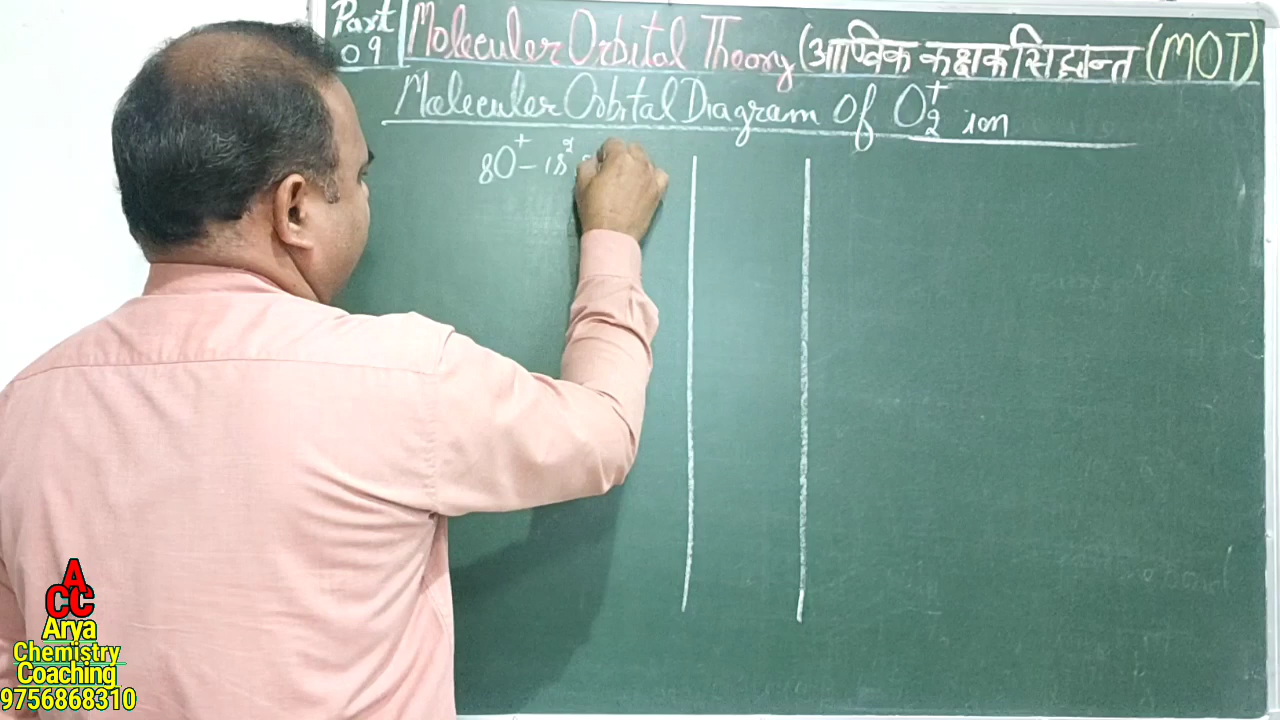 Part
09
Moleculer Orbital Theory (आण्विक कक्षक सिद्धान्त (MOT)
Moleculer Orbital Diagram Of O₂⁺ ion
₈O⁺ – 1s²
ACC
Arya
Chemistry
Coaching
9756868310